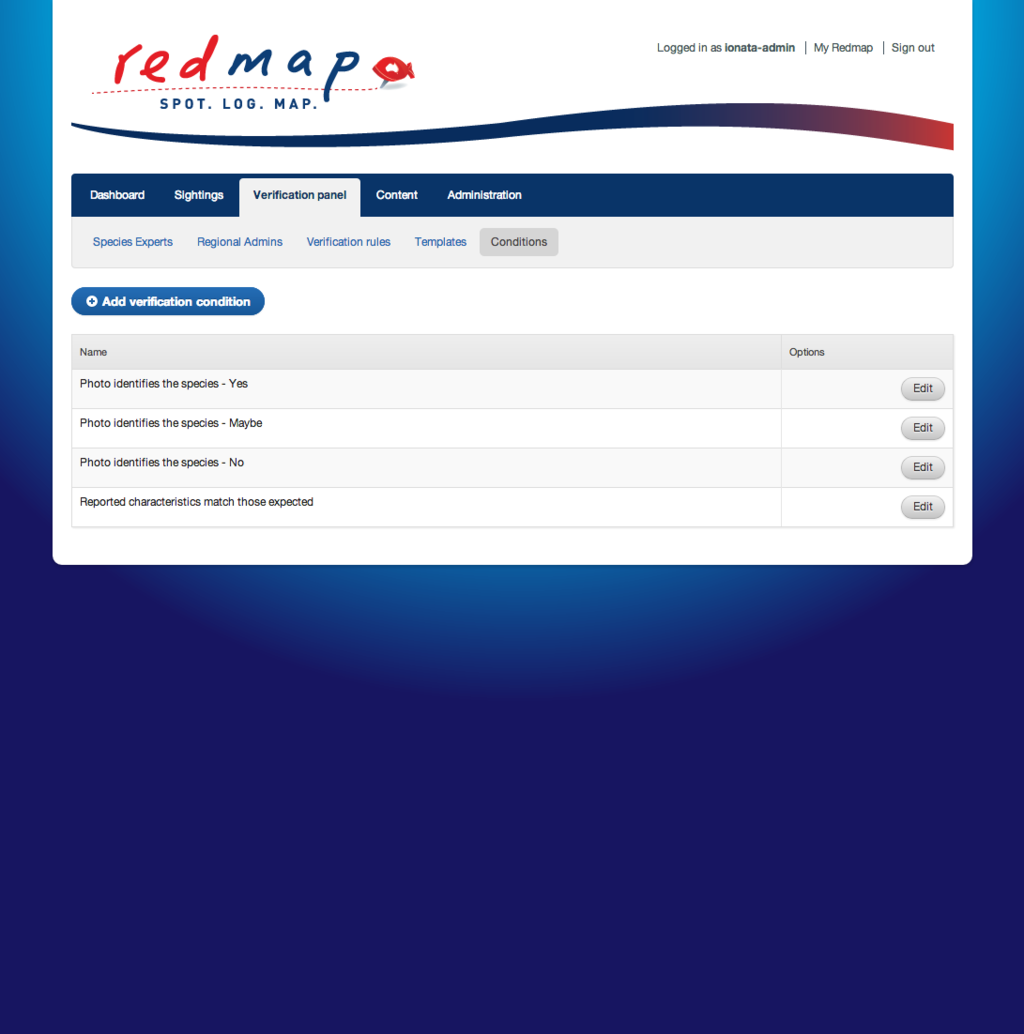 redmap
SPOT. LOG. MAP.
Logged in as ionata-admin | My Redmap | Sign out
Dashboard Sightings Verification panel Content Administration
Species Experts Regional Admins Verification rules Templates Conditions
Add verification condition
Name Options
Photo identifies the species - Yes Edit
Photo identifies the species - Maybe Edit
Photo identifies the species - No Edit
Reported characteristics match those expected Edit